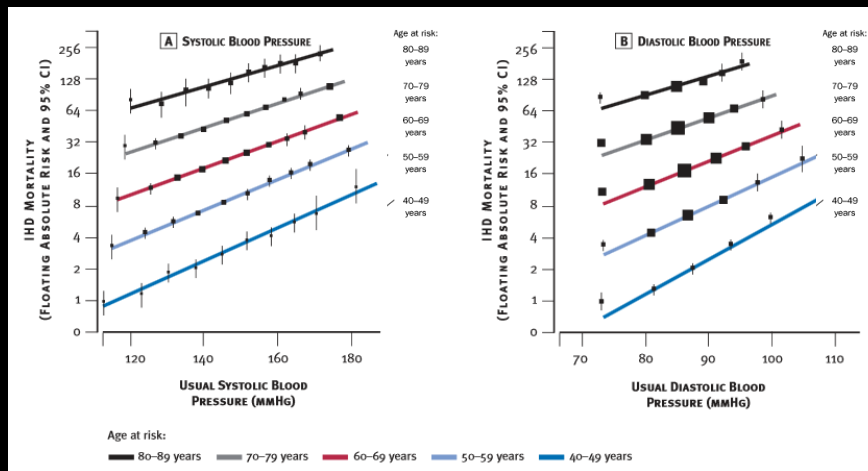 A SYSTOLIC BLOOD PRESSURE
IHD MORTALITY
(FLOATING ABSOLUTE RISK AND 95% CI)
256
128
64
32
16
8
4
2
1
0
120
140
160
180
USUAL SYSTOLIC BLOOD
PRESSURE (MMHG)
Age at risk:
80–89
years
70–79
years
60–69
years
50–59
years
40–49
years
B DIASTOLIC BLOOD PRESSURE
IHD MORTALITY
(FLOATING ABSOLUTE RISK AND 95% CI)
256
128
64
32
16
8
4
2
1
0
70
80
90
100
110
USUAL DIASTOLIC BLOOD
PRESSURE (MMHG)
Age at risk:
80–89
years
70–79
years
60–69
years
50–59
years
40–49
years
Age at risk:
80–89 years 70–79 years 60–69 years 50–59 years 40–49 years